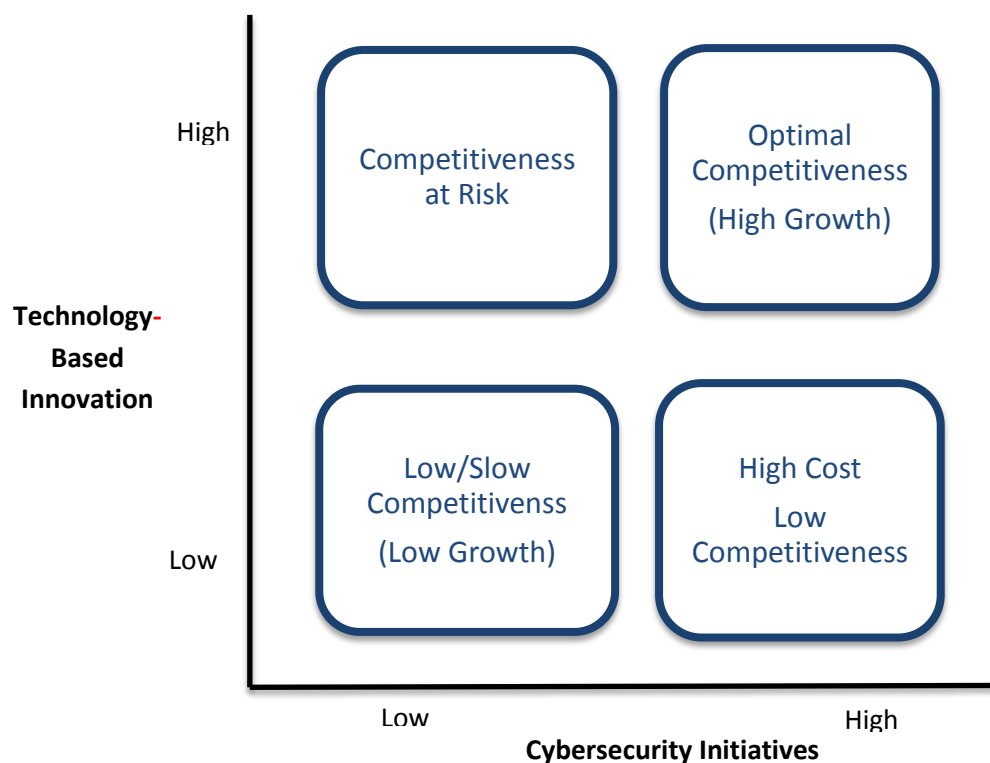 High
Competitiveness
at Risk
Optimal
Competitiveness
(High Growth)
Technology-
Based
Innovation
Low/Slow
Competitivenss
(Low Growth)
High Cost
Low
Competitiveness
Low
Low
High
Cybersecurity Initiatives